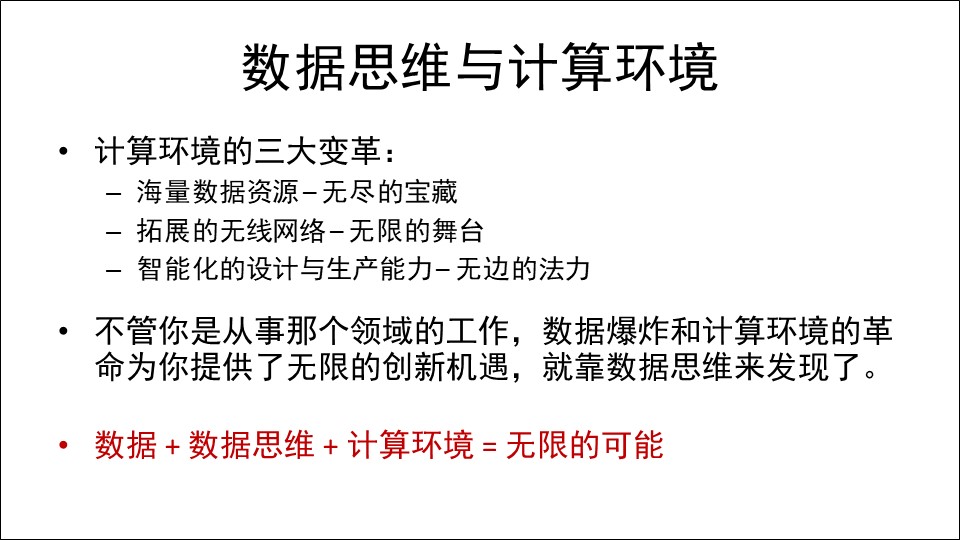 数据思维与计算环境
• 计算环境的三大变革：
– 海量数据资源 – 无尽的宝藏
– 拓展的无线网络 – 无限的舞台
– 智能化的设计与生产能力 – 无边的法力
• 不管你是从事那个领域的工作，数据爆炸和计算环境的革
命为你提供了无限的创新机遇，就靠数据思维来发现了。
• 数据 + 数据思维 + 计算环境 = 无限的可能